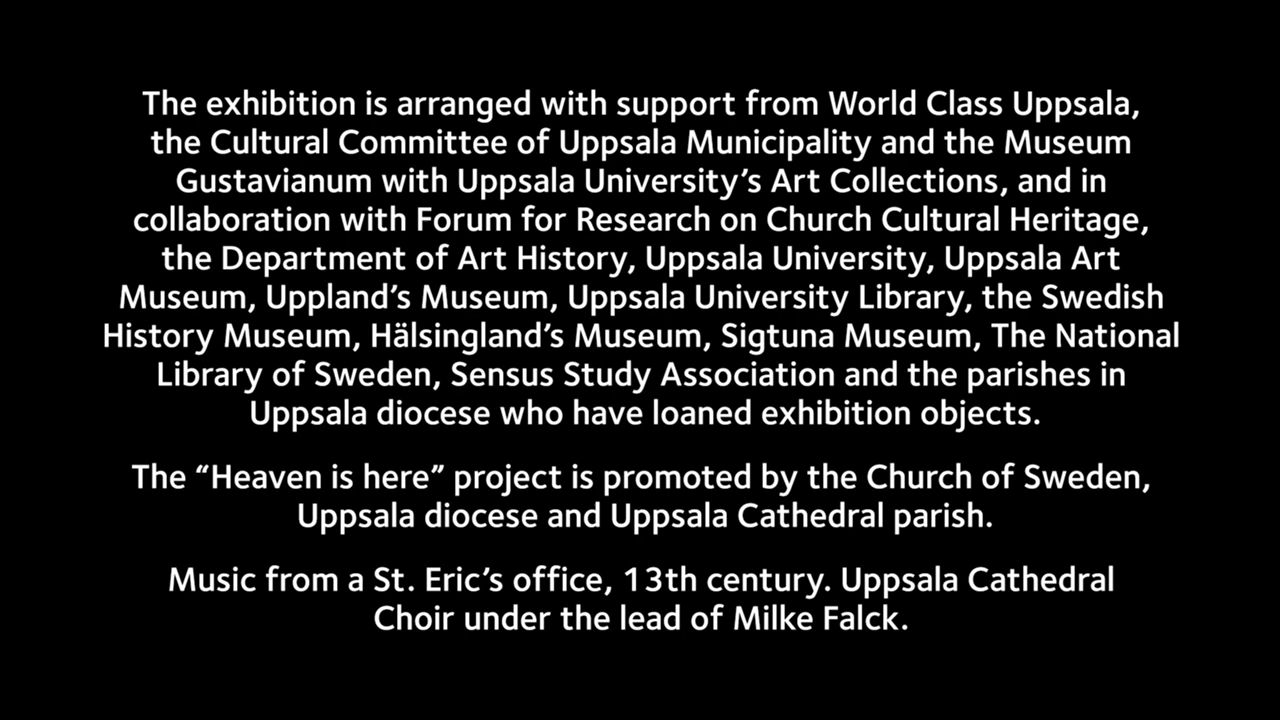 The exhibition is arranged with support from World Class Uppsala,
the Cultural Committee of Uppsala Municipality and the Museum
Gustavianum with Uppsala University’s Art Collections, and in
collaboration with Forum for Research on Church Cultural Heritage,
the Department of Art History, Uppsala University, Uppsala Art
Museum, Uppland’s Museum, Uppsala University Library, the Swedish
History Museum, Hälsingland’s Museum, Sigtuna Museum, The National
Library of Sweden, Sensus Study Association and the parishes in
Uppsala diocese who have loaned exhibition objects.
The “Heaven is here” project is promoted by the Church of Sweden,
Uppsala diocese and Uppsala Cathedral parish.
Music from a St. Eric’s office, 13th century. Uppsala Cathedral
Choir under the lead of Milke Falck.